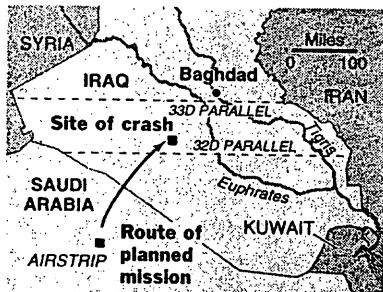 SYRIA
Miles
0 100
IRAQ
Baghdad
IRAN
33D PARALLEL
Site of crash
Tigris
32D PARALLEL
SAUDI
ARABIA
Euphrates
KUWAIT
Route of
planned
mission
AIRSTRIP